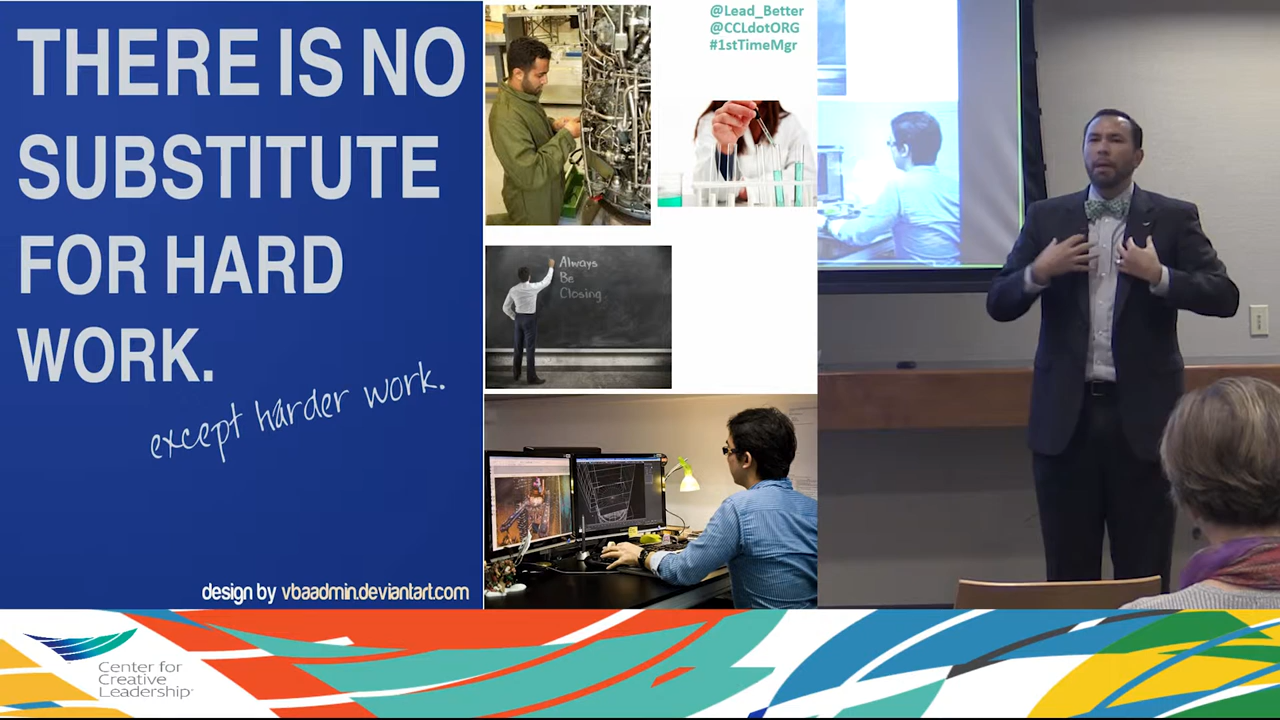 THERE IS NO
SUBSTITUTE
FOR HARD
WORK.
except harder work.
design by vbaadmin.deviantart.com
@Lead_Better
@CCLdotORG
#1stTimeMgr
Always
Be
Closing
Center for
Creative
Leadership